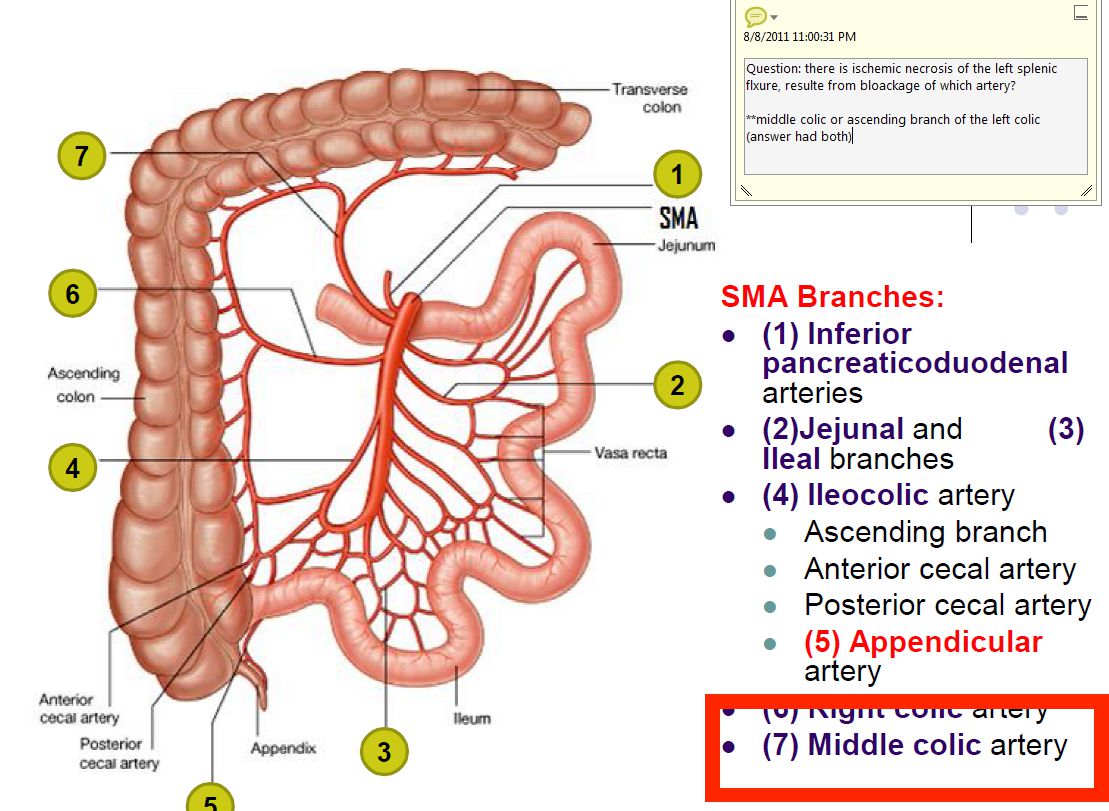 8/8/2011 11:00:31 PM
Question: there is ischemic necrosis of the left splenic
flxure, resulte from bloackage of which artery?
**middle colic or ascending branch of the left colic
(answer had both)
Transverse
colon
7
1
SMA
Jejunum
6
Ascending
colon
2
4
Vasa recta
Anterior
cecal artery
Posterior
cecal artery
Appendix
Ileum
3
5
SMA Branches:
(1) Inferior
pancreaticoduodenal
arteries
(2)Jejunal and (3)
Ileal branches
(4) Ileocolic artery
Ascending branch
Anterior cecal artery
Posterior cecal artery
(5) Appendicular
artery
(6) Right colic artery
(7) Middle colic artery